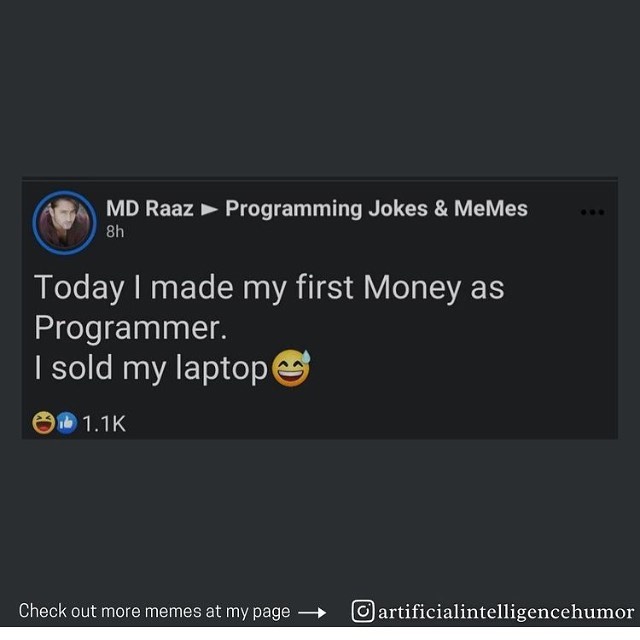 MD Raaz ► Programming Jokes & MeMes
8h
Today I made my first Money as
Programmer.
I sold my laptop😅
1.1K
Check out more memes at my page → artificialintelligencehumor